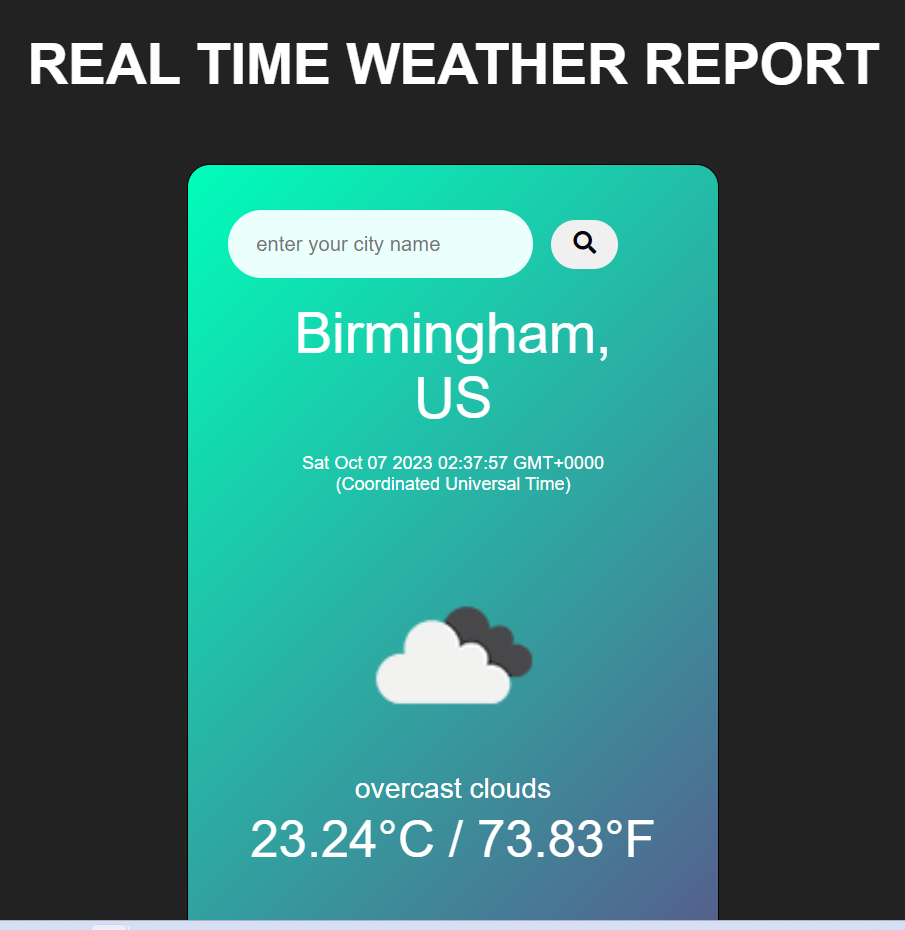 REAL TIME WEATHER REPORT
enter your city name
Birmingham,
US
Sat Oct 07 2023 02:37:57 GMT+0000
(Coordinated Universal Time)
overcast clouds
23.24°C / 73.83°F